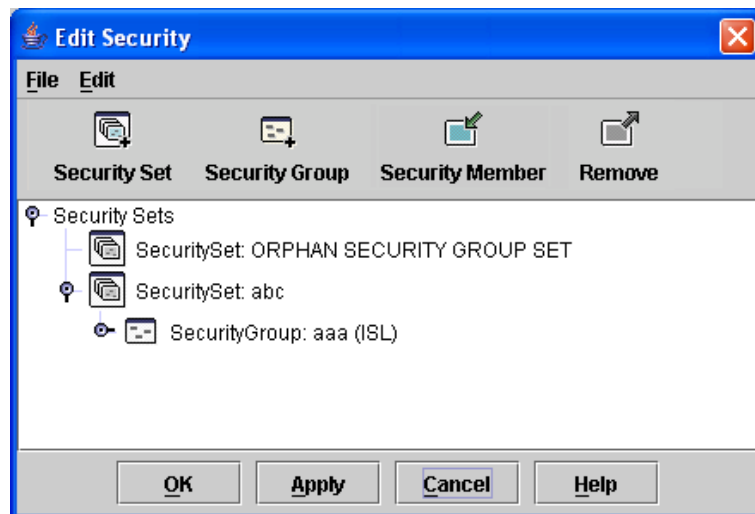 Edit Security
File Edit
Security Set Security Group Security Member Remove
Security Sets
SecuritySet: ORPHAN SECURITY GROUP SET
SecuritySet: abc
SecurityGroup: aaa (ISL)
OK Apply Cancel Help